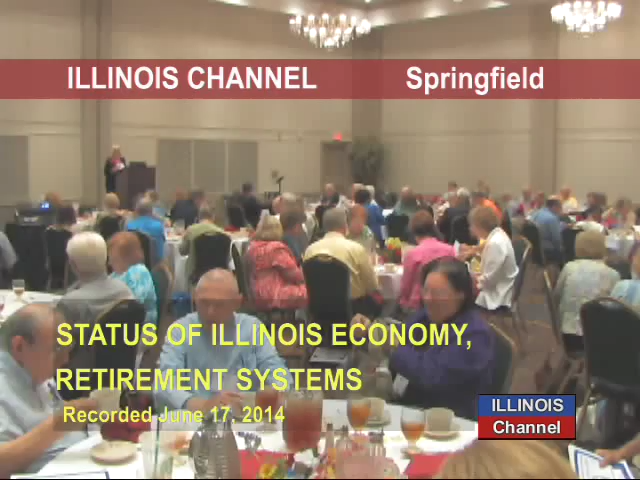 ILLINOIS CHANNEL Springfield
STATUS OF ILLINOIS ECONOMY,
RETIREMENT SYSTEMS
Recorded June 17, 2014
ILLINOIS
Channel